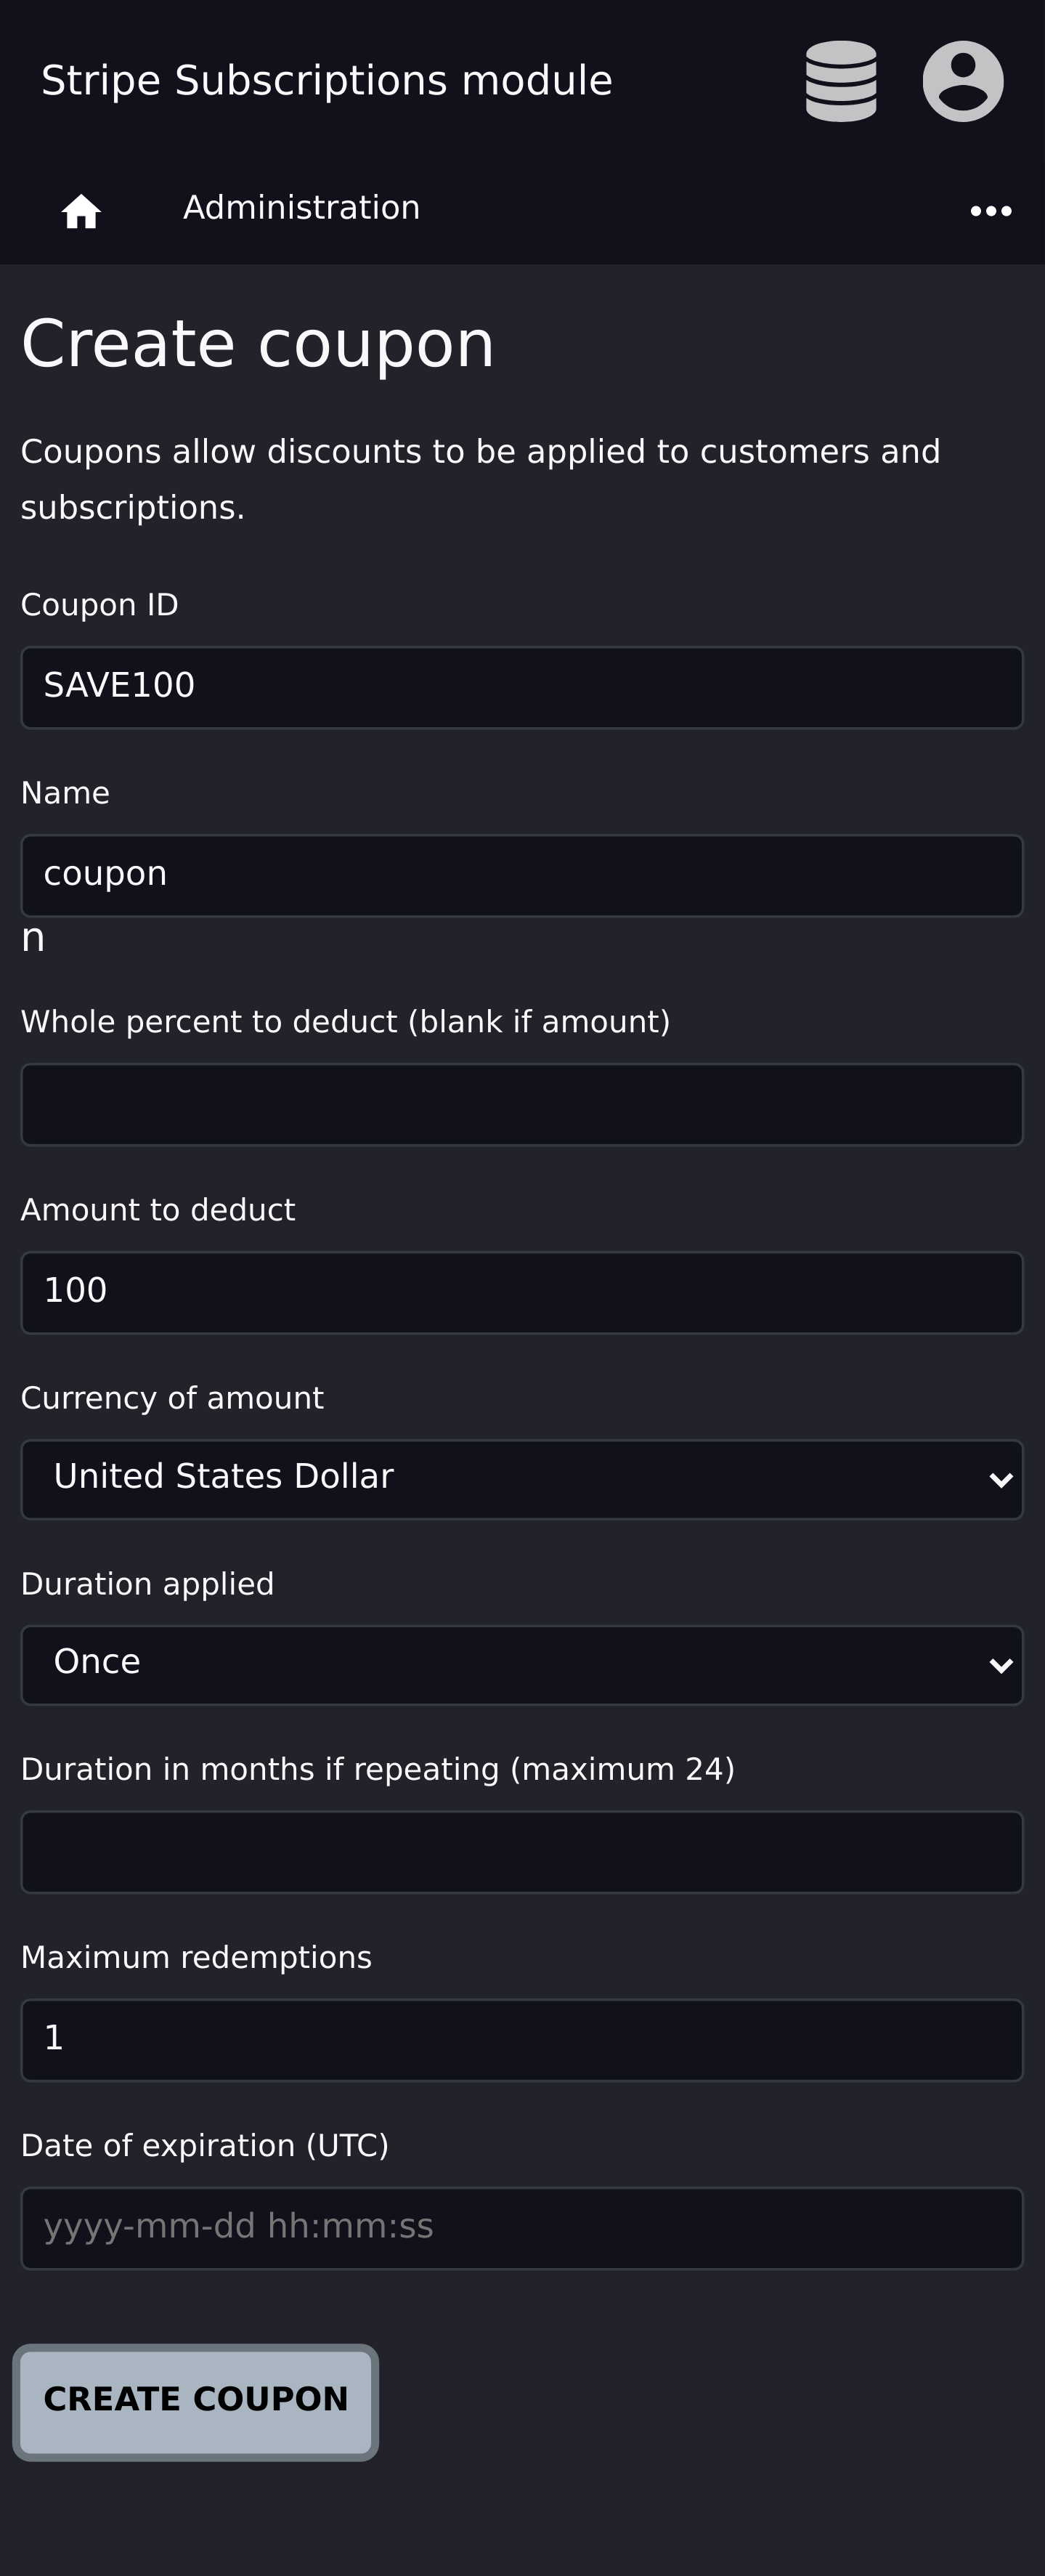 Stripe Subscriptions module
Administration
Create coupon
Coupons allow discounts to be applied to customers and
subscriptions.
Coupon ID
SAVE100
Name
coupon
n
Whole percent to deduct (blank if amount)
Amount to deduct
100
Currency of amount
United States Dollar
Duration applied
Once
Duration in months if repeating (maximum 24)
Maximum redemptions
1
Date of expiration (UTC)
yyyy-mm-dd hh:mm:ss
CREATE COUPON